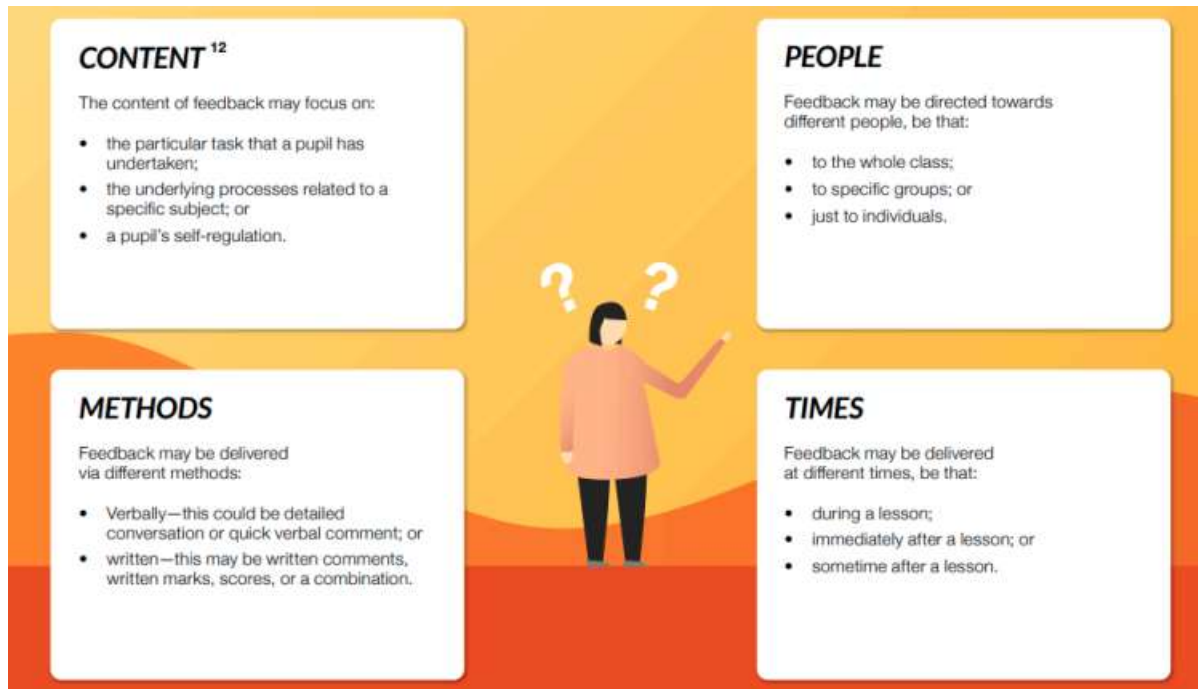 CONTENT 12
The content of feedback may focus on:
• the particular task that a pupil has
undertaken;
• the underlying processes related to a
specific subject; or
• a pupil's self-regulation.
PEOPLE
Feedback may be directed towards
different people, be that:
• to the whole class;
• to specific groups; or
• just to individuals.
? ?
METHODS
Feedback may be delivered
via different methods:
• Verbally—this could be detailed
conversation or quick verbal comment; or
• written—this may be written comments,
written marks, scores, or a combination.
TIMES
Feedback may be delivered
at different times, be that:
• during a lesson;
• immediately after a lesson; or
• sometime after a lesson.